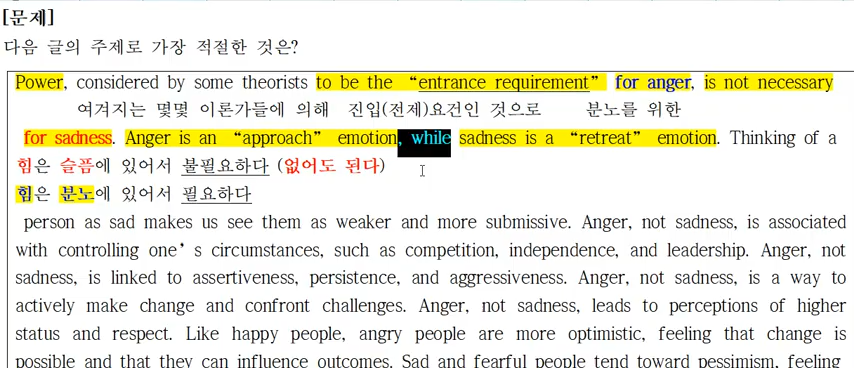 [문제]
다음 글의 주제로 가장 적절한 것은?
Power, considered by some theorists to be the “entrance requirement” for anger, is not necessary
여겨지는 몇몇 이론가들에 의해 진입(전제)요건인 것으로 분노를 위한
for sadness. Anger is an “approach” emotion, while sadness is a “retreat” emotion. Thinking of a
힘은 슬픔에 있어서 불필요하다 (없어도 된다)
힘은 분노에 있어서 필요하다
person as sad makes us see them as weaker and more submissive. Anger, not sadness, is associated
with controlling one’s circumstances, such as competition, independence, and leadership. Anger, not
sadness, is linked to assertiveness, persistence, and aggressiveness. Anger, not sadness, is a way to
actively make change and confront challenges. Anger, not sadness, leads to perceptions of higher
status and respect. Like happy people, angry people are more optimistic, feeling that change is
possible and that they can influence outcomes. Sad and fearful people tend toward pessimism, feeling